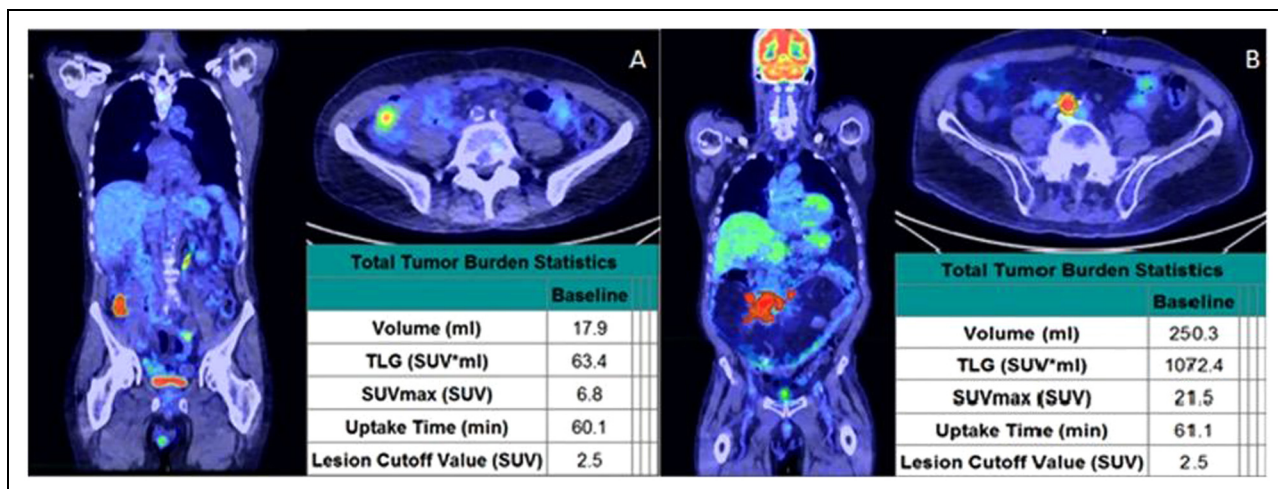 A
Total Tumor Burden Statistics
Baseline
Volume (ml) 17.9
TLG (SUV*ml) 63.4
SUVmax (SUV) 6.8
Uptake Time (min) 60.1
Lesion Cutoff Value (SUV) 2.5
B
Total Tumor Burden Statistics
Baseline
Volume (ml) 250.3
TLG (SUV*ml) 1072.4
SUVmax (SUV) 21.5
Uptake Time (min) 61.1
Lesion Cutoff Value (SUV) 2.5